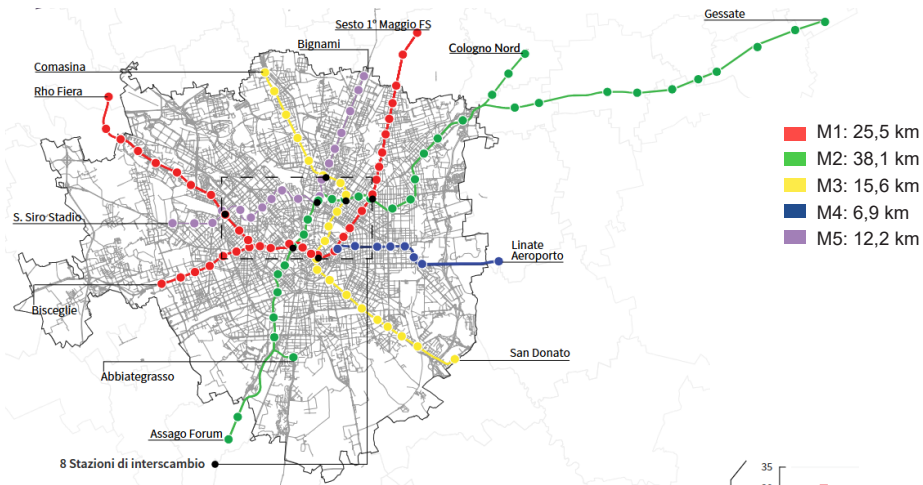 Gessate
Sesto 1° Maggio FS
Bignami
Cologno Nord
Comasina
Rho Fiera
M1: 25,5 km
M2: 38,1 km
M3: 15,6 km
M4: 6,9 km
M5: 12,2 km
S. Siro Stadio
Linate
Aeroporto
Bisceglie
San Donato
Abbiategrasso
Assago Forum
8 Stazioni di interscambio
35